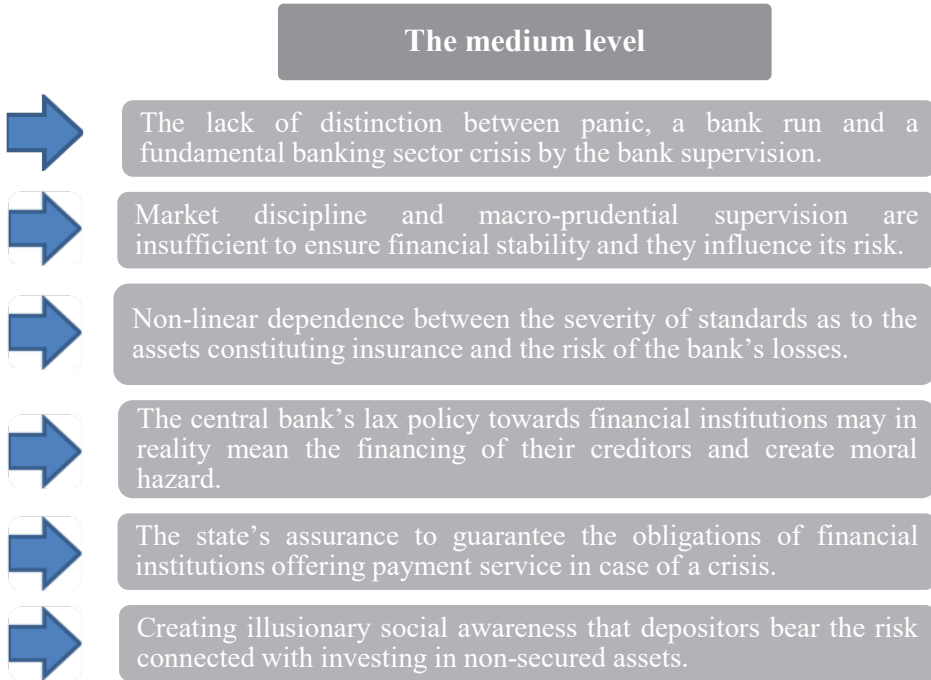 The medium level
The lack of distinction between panic, a bank run and a
fundamental banking sector crisis by the bank supervision.
Market discipline and macro-prudential supervision are
insufficient to ensure financial stability and they influence its risk.
Non-linear dependence between the severity of standards as to the
assets constituting insurance and the risk of the bank’s losses.
The central bank’s lax policy towards financial institutions may in
reality mean the financing of their creditors and create moral
hazard.
The state’s assurance to guarantee the obligations of financial
institutions offering payment service in case of a crisis.
Creating illusionary social awareness that depositors bear the risk
connected with investing in non-secured assets.